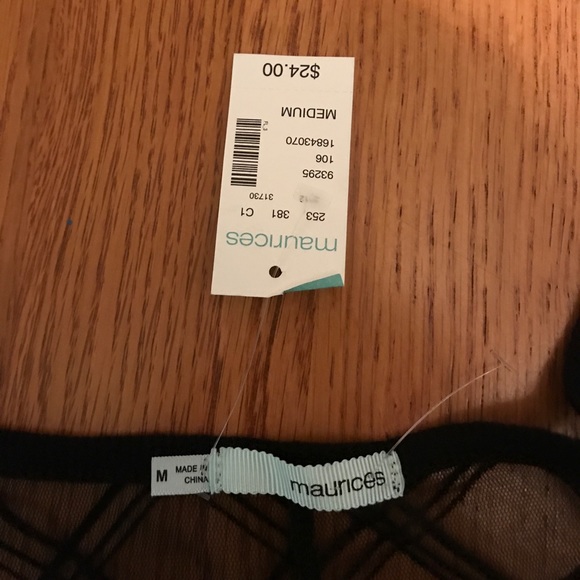 maurices
253 381 C1
31730
93295
106
16843070
MEDIUM
$24.00
M
MADE IN
CHINA
maurices